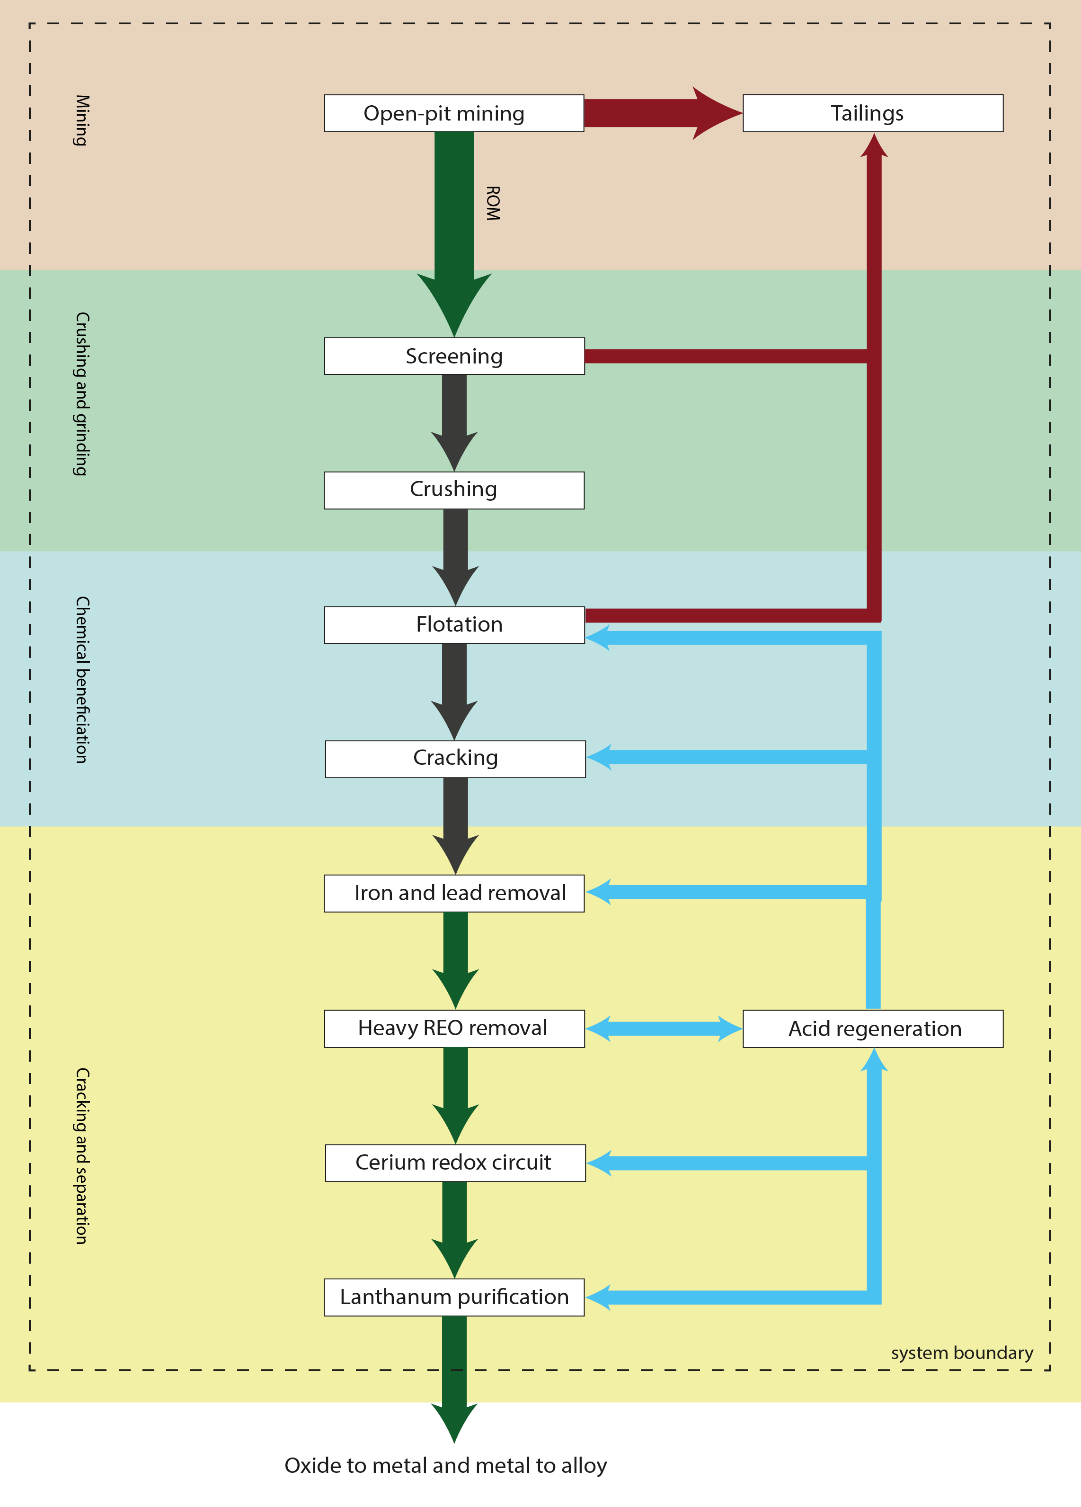 Mining
Open-pit mining
Tailings
ROM
Crushing and grinding
Screening
Crushing
Chemical beneficiation
Flotation
Cracking
Iron and lead removal
Heavy REO removal
Acid regeneration
Cracking and separation
Cerium redox circuit
Lanthanum purification
system boundary
Oxide to metal and metal to alloy